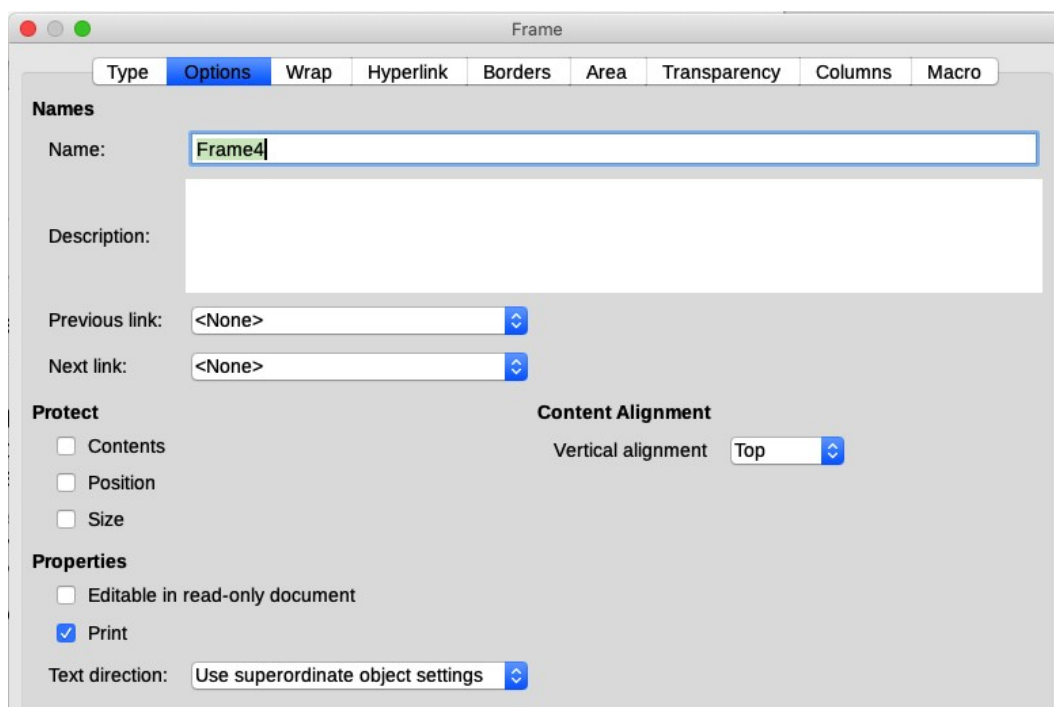 Frame
Type Options Wrap Hyperlink Borders Area Transparency Columns Macro
Names
Name: Frame4
Description:
Previous link: <None>
Next link: <None>
Protect Content Alignment
Contents Vertical alignment Top
Position
Size
Properties
Editable in read-only document
Print
Text direction: Use superordinate object settings